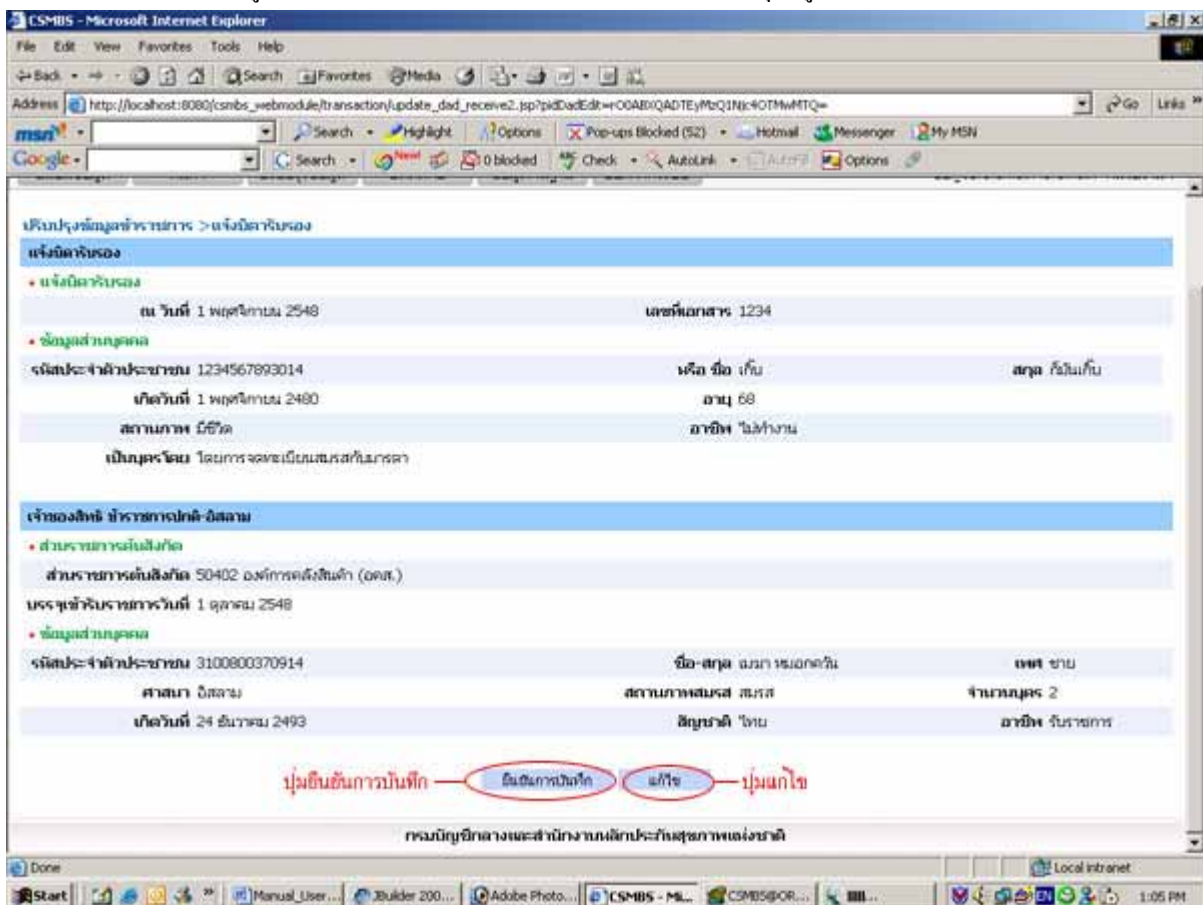 CSMBS - Microsoft Internet Explorer
File Edit View Favorites Tools Help
Back Search Favorites Media
Address http://localhost:8080/csmbs_webmodule/transaction/update_dad_receive2.jsp?pidDadEdit= Go Links
msn Search Highlight Options Pop-ups Blocked (52) Hotmail Messenger My MSN
Google Search New! 0 blocked Check AutoLink AutoFill Options
ปรับปรุงข้อมูลข้าราชการ >แจ้งบิดารับรอง
แจ้งบิดารับรอง
แจ้งบิดารับรอง
ณ วันที่ 1 พฤศจิกายน 2548 เลขที่เอกสาร 1234
ข้อมูลส่วนบุคคล
รหัสประจำตัวประชาชน 1234567893014 หรือ ชื่อ เก็บ สกุล ก็มันเก็บ
เกิดวันที่ 1 พฤศจิกายน 2480 อายุ 68
สถานภาพ มีชีวิต อาชีพ ไม่ทำงาน
เป็นบุตรโดย โดยการจดทะเบียนสมรสกับมารดา
เจ้าของสิทธิ ข้าราชการปกติ-อิสลาม
ส่วนราชการต้นสังกัด
ส่วนราชการต้นสังกัด 50402 องค์การคลังสินค้า (อคส.)
บรรจุเข้ารับราชการวันที่ 1 ตุลาคม 2548
ข้อมูลส่วนบุคคล
รหัสประจำตัวประชาชน 3100800370914 ชื่อ-สกุล หมอกควัน เพศ ชาย
ศาสนา อิสลาม สถานภาพสมรส สมรส จำนวนบุตร 2
เกิดวันที่ 24 ธันวาคม 2493 สัญชาติ ไทย อาชีพ รับราชการ
ปุ่มยืนยันการบันทึก ยืนยันการบันทึก แก้ไข ปุ่มแก้ไข
กรมบัญชีกลางและสำนักงานหลักประกันสุขภาพแห่งชาติ
Done Local intranet
Start Manual_User... JBuilder 200... Adobe Photo... CSMBS - Mi... CSMBS@OR... EN 1:05 PM